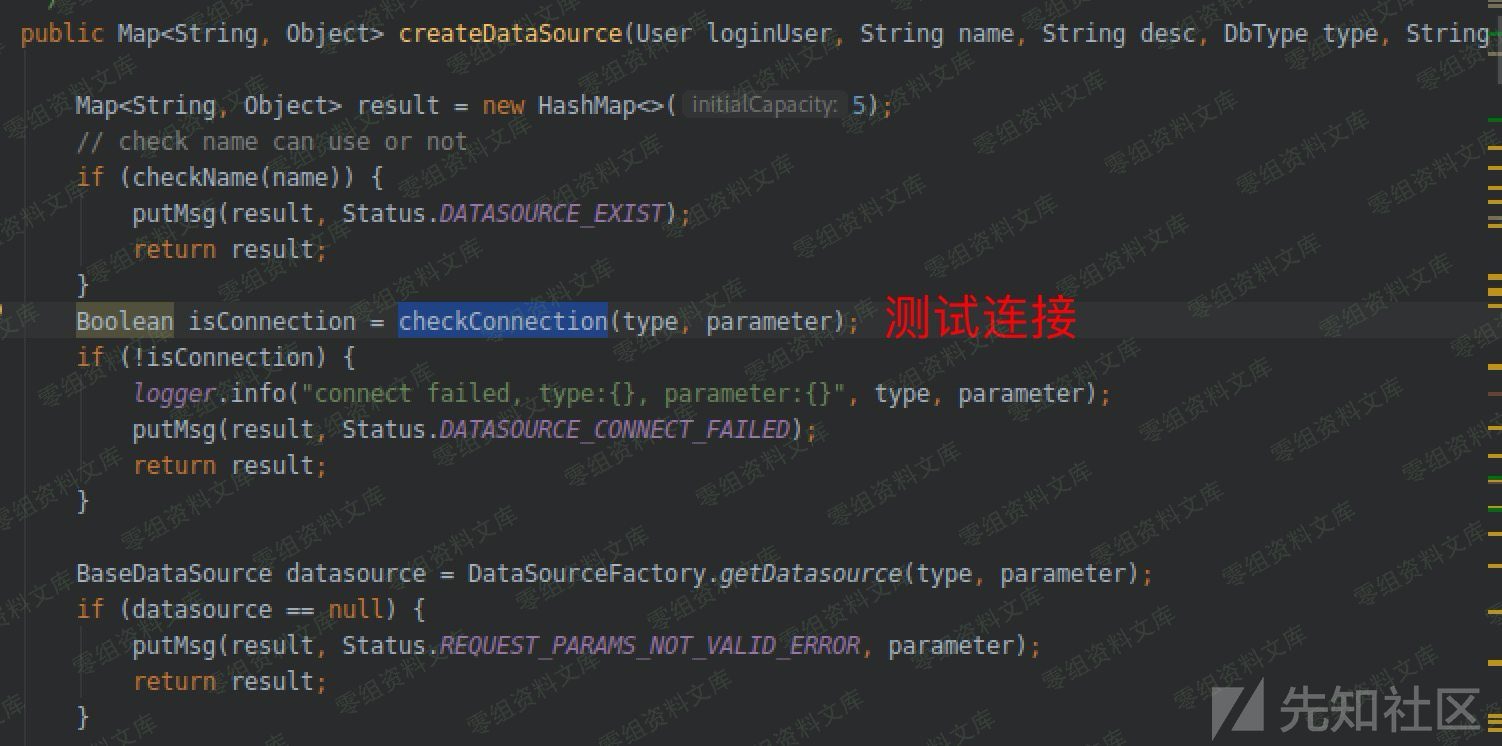 public Map<String, Object> createDataSource(User loginUser, String name, String desc, DbType type, String
Map<String, Object> result = new HashMap<>( initialCapacity: 5);
// check name can use or not
if (checkName(name)) {
putMsg(result, Status.DATASOURCE_EXIST);
return result;
}
Boolean isConnection = checkConnection(type, parameter); 测试连接
if (!isConnection) {
logger.info("connect failed, type:{}, parameter:{}", type, parameter);
putMsg(result, Status.DATASOURCE_CONNECT_FAILED);
return result;
}
BaseDataSource datasource = DataSourceFactory.getDatasource(type, parameter);
if (datasource == null) {
putMsg(result, Status.REQUEST_PARAMS_NOT_VALID_ERROR, parameter);
return result;
}
先知社区
零组资料文库